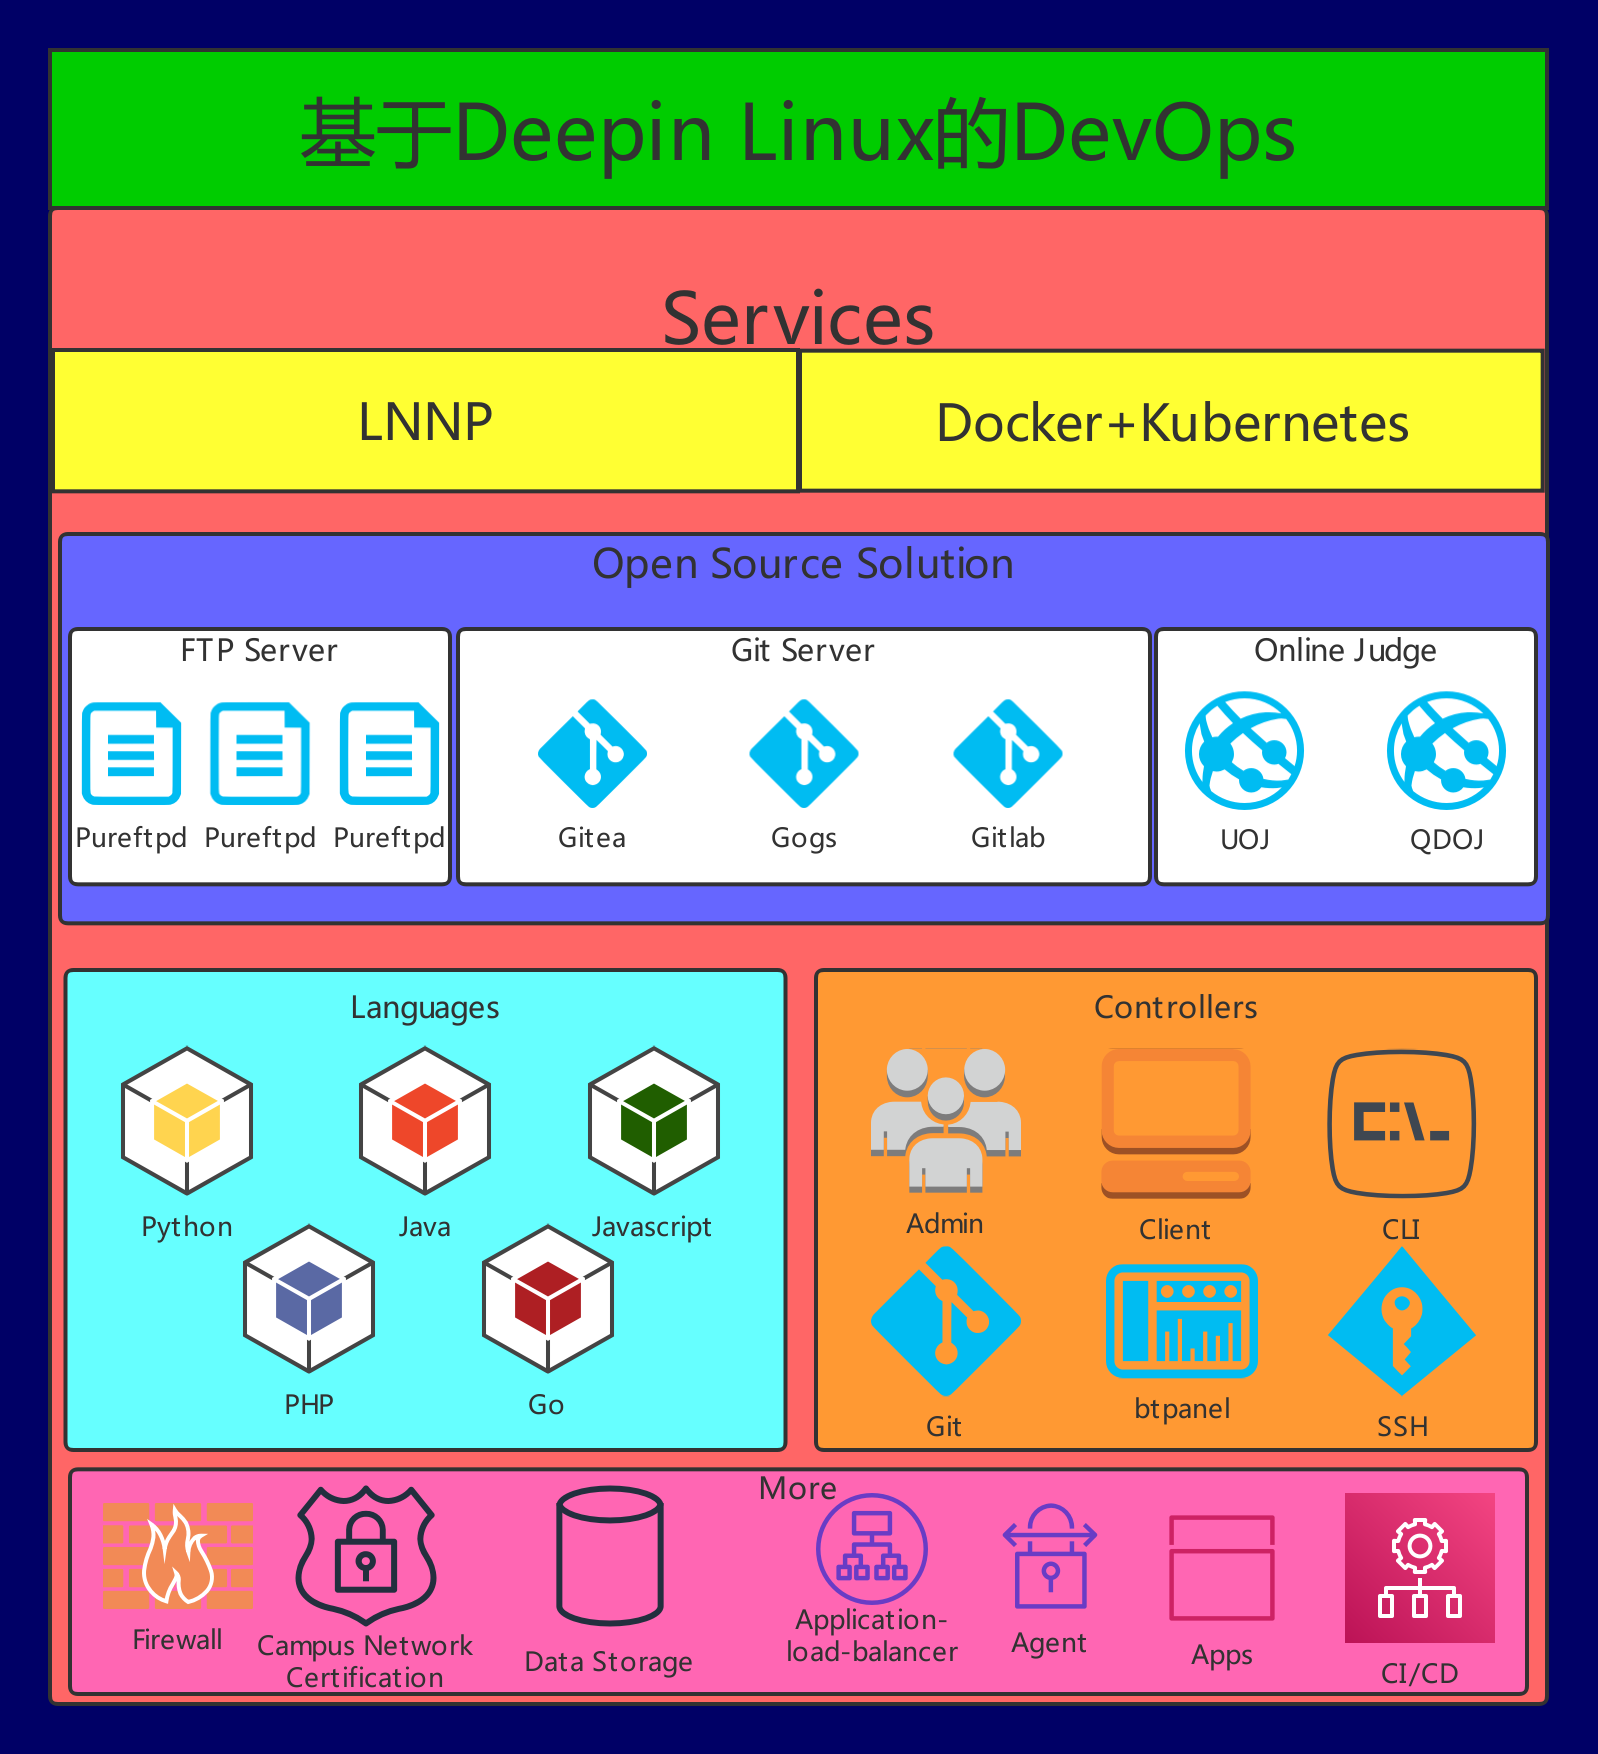 基于Deepin Linux的DevOps
Services
LNNP
Docker+Kubernetes
Open Source Solution
FTP Server
Pureftpd
Pureftpd
Pureftpd
Git Server
Gitea
Gogs
Gitlab
Online Judge
UOJ
QDOJ
Languages
Python
Java
Javascript
PHP
Go
Controllers
Admin
Client
C:\_
CLI
Git
btpanel
SSH
More
Firewall
Campus Network
Certification
Data Storage
Application-
load-balancer
Agent
Apps
CI/CD